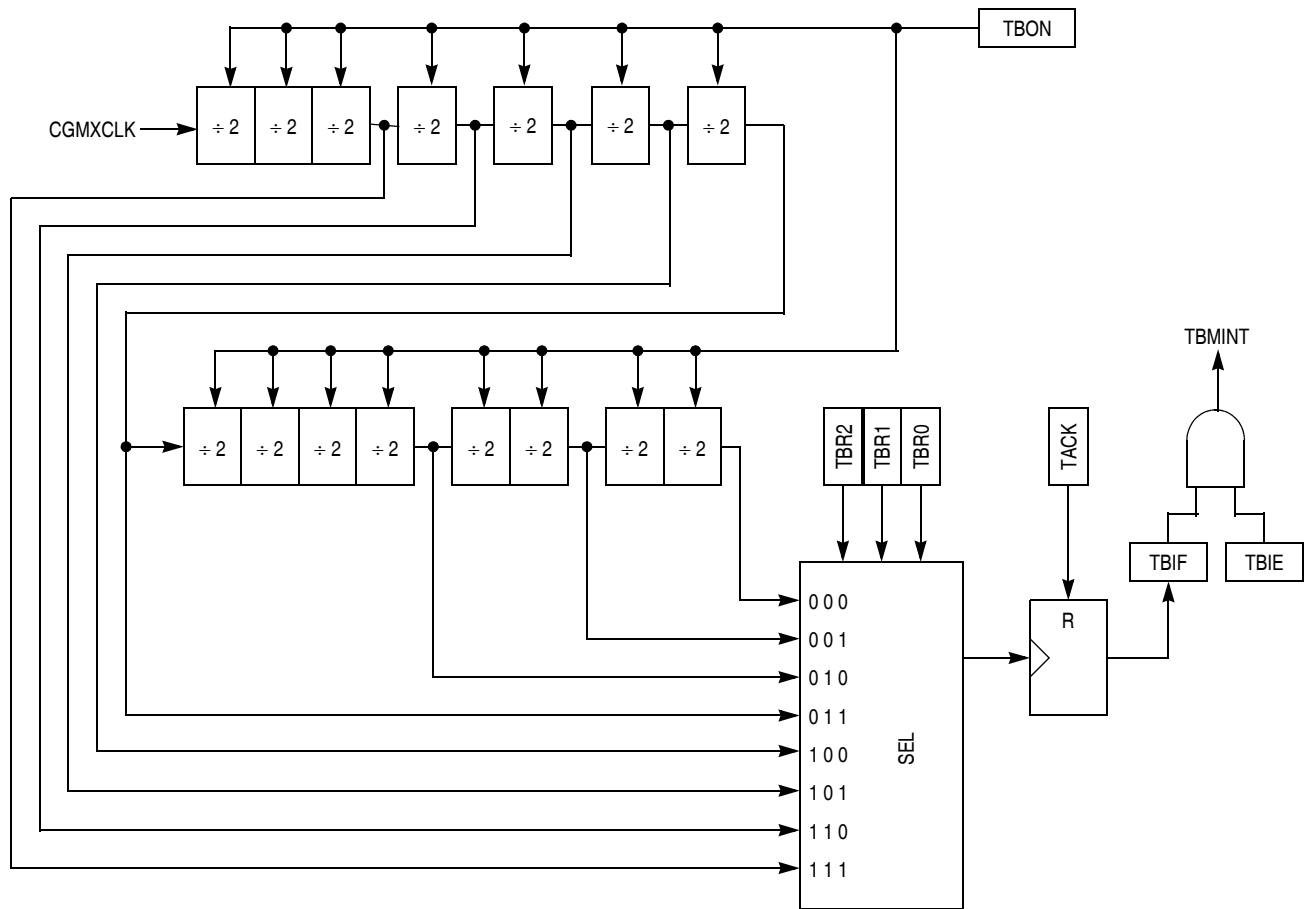 TBON
CGMXCLK
÷ 2 ÷ 2 ÷ 2 ÷ 2 ÷ 2 ÷ 2 ÷ 2
TBMINT
÷ 2 ÷ 2 ÷ 2 ÷ 2 ÷ 2 ÷ 2 ÷ 2 ÷ 2
TBR2
TBR1
TBR0
TACK
TBIF
TBIE
R
0 0 0
0 0 1
0 1 0
0 1 1
1 0 0
1 0 1
1 1 0
1 1 1
SEL